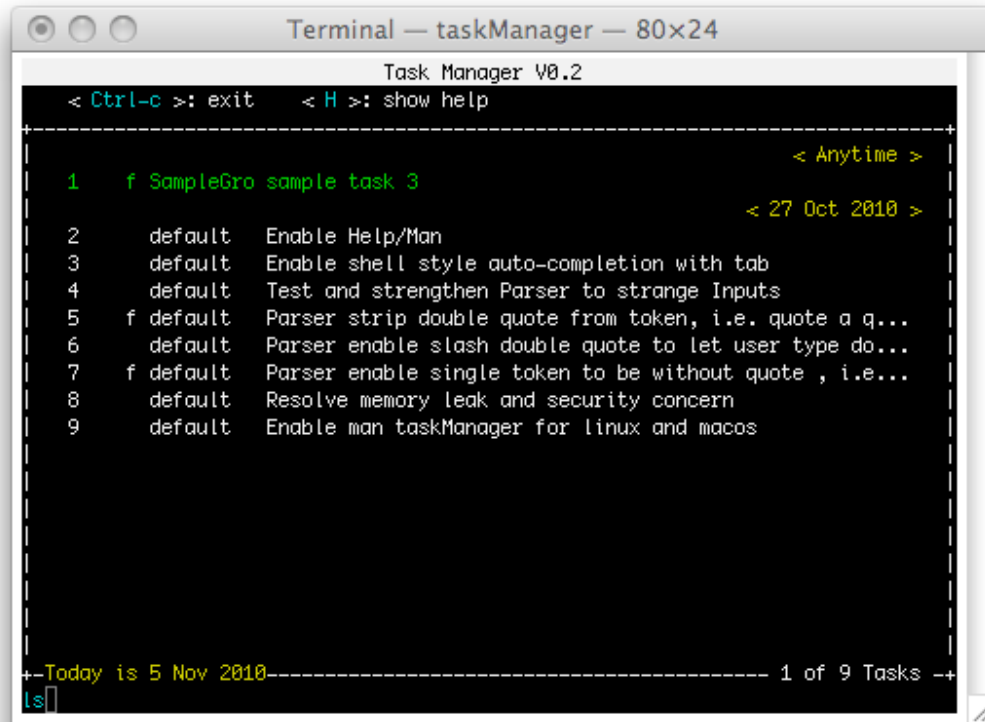 Terminal — taskManager — 80×24
Task Manager V0.2
< Ctrl-c >: exit < H >: show help
< Anytime >
1 f SampleGro sample task 3
< 27 Oct 2010 >
2 default Enable Help/Man
3 default Enable shell style auto-completion with tab
4 default Test and strengthen Parser to strange Inputs
5 f default Parser strip double quote from token, i.e. quote a q...
6 default Parser enable slash double quote to let user type do...
7 f default Parser enable single token to be without quote , i.e...
8 default Resolve memory leak and security concern
9 default Enable man taskManager for linux and macos
Today is 5 Nov 2010 1 of 9 Tasks
ls